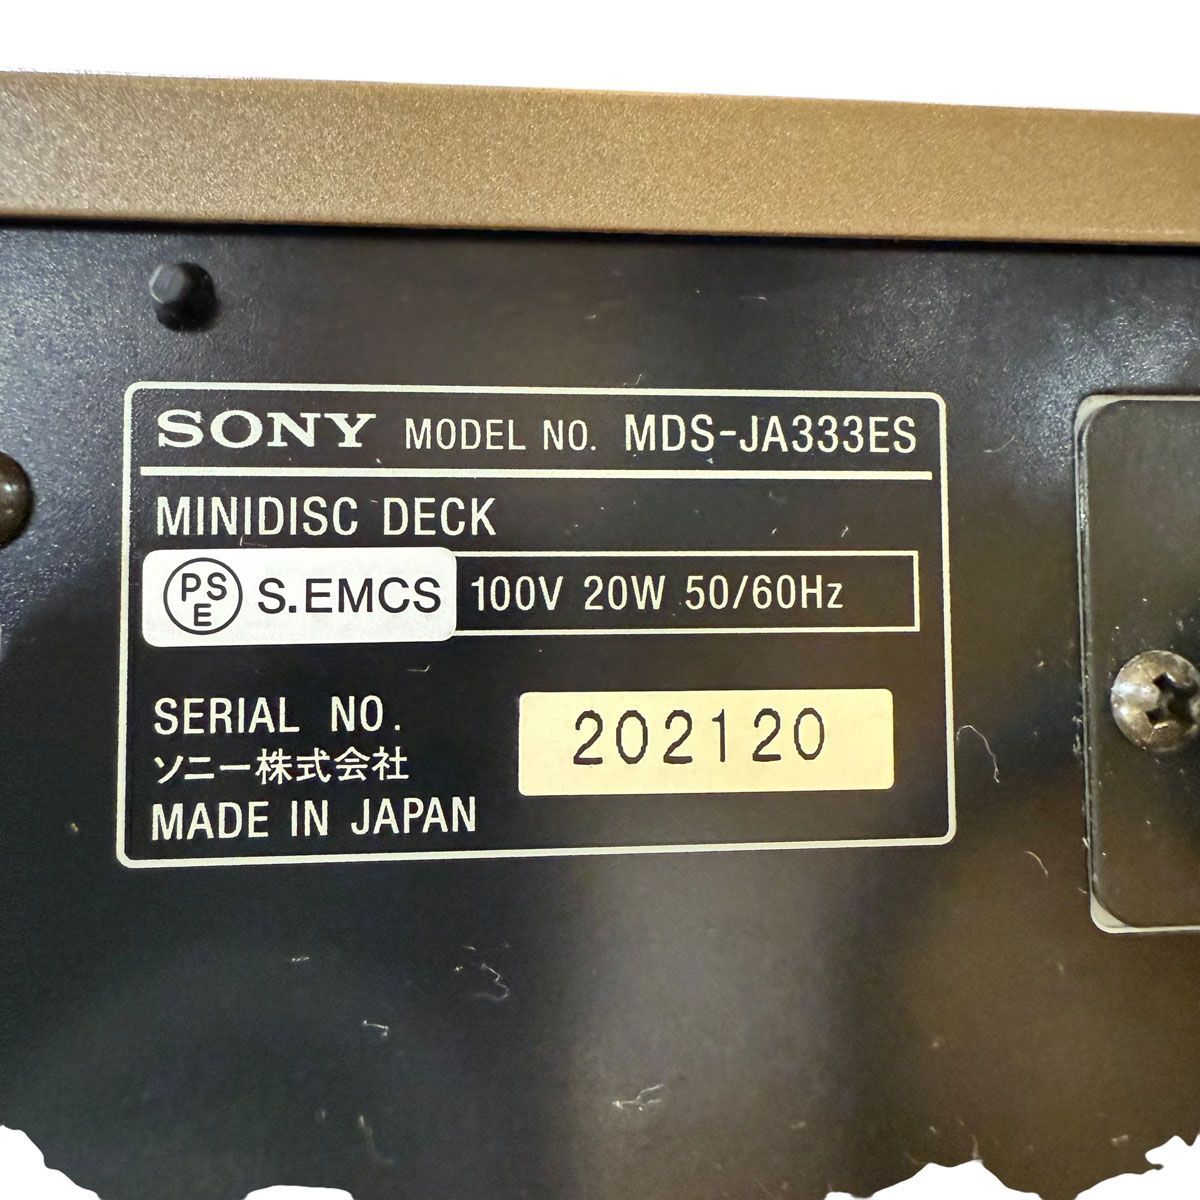 SONY MODEL NO. MDS-JA333ES
MINIDISC DECK
PSE S.EMCS 100V 20W 50/60Hz
SERIAL NO. 202120
ソニー株式会社
MADE IN JAPAN